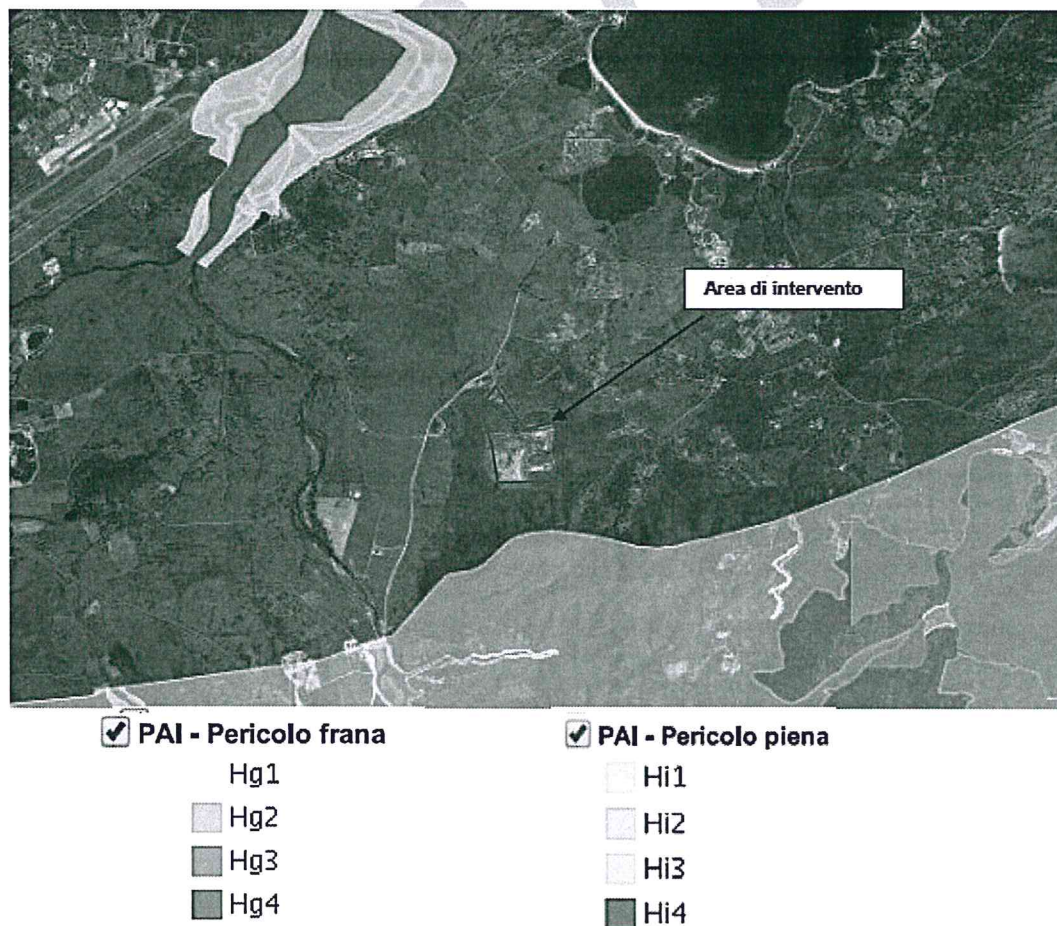 Area di intervento
PAI - Pericolo frana
Hg1
Hg2
Hg3
Hg4
PAI - Pericolo piena
Hi1
Hi2
Hi3
Hi4